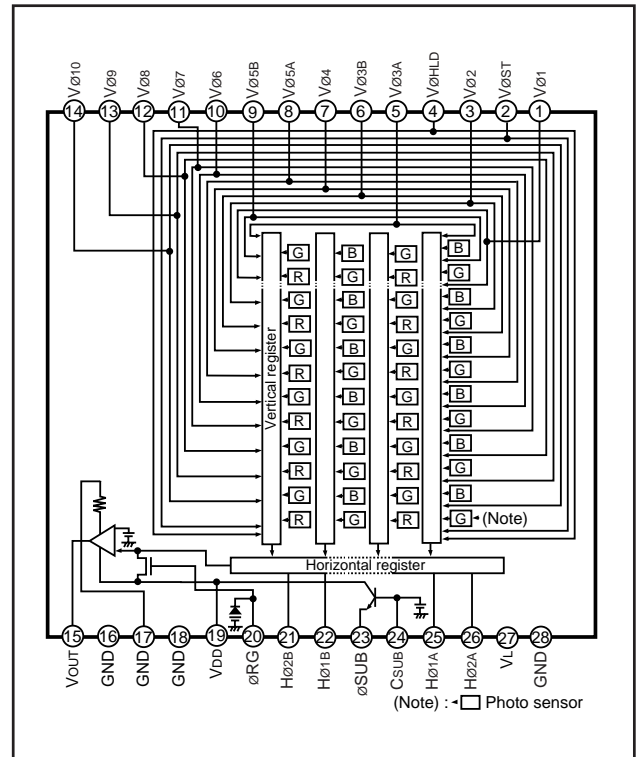 VØ10 VØ9 VØ8 VØ7 VØ6 VØ5B VØ5A VØ4 VØ3B VØ3A VØHLD VØ2 VØST VØ1
14 13 12 11 10 9 8 7 6 5 4 3 2 1
G B G B
R G R G
G B G B
R G R G
G B G B
R G R G
G B G B
R G R G
G B G B
R G R G
G B G B
R G R G (Note)
Vertical register
Horizontal register
15 16 17 18 19 20 21 22 23 24 25 26 27 28
VOUT GND GND GND VDD øRG HØ2B HØ1B øSUB CSUB HØ1A HØ2A VL GND
(Note) : Photo sensor